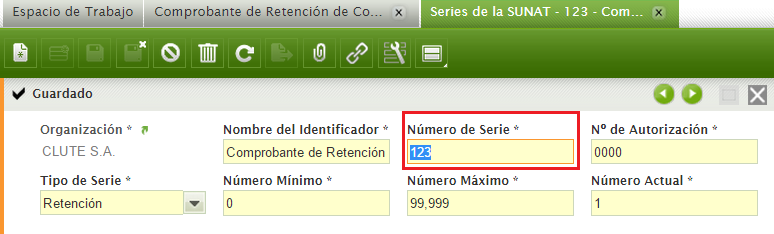 Espacio de Trabajo Comprobante de Retención de Co... Series de la SUNAT - 123 - Com...
Guardado
Organización * Nombre del Identificador * Número de Serie * Nº de Autorización *
CLUTE S.A. Comprobante de Retención 123 0000
Tipo de Serie * Número Mínimo * Número Máximo * Número Actual *
Retención 0 99,999 1